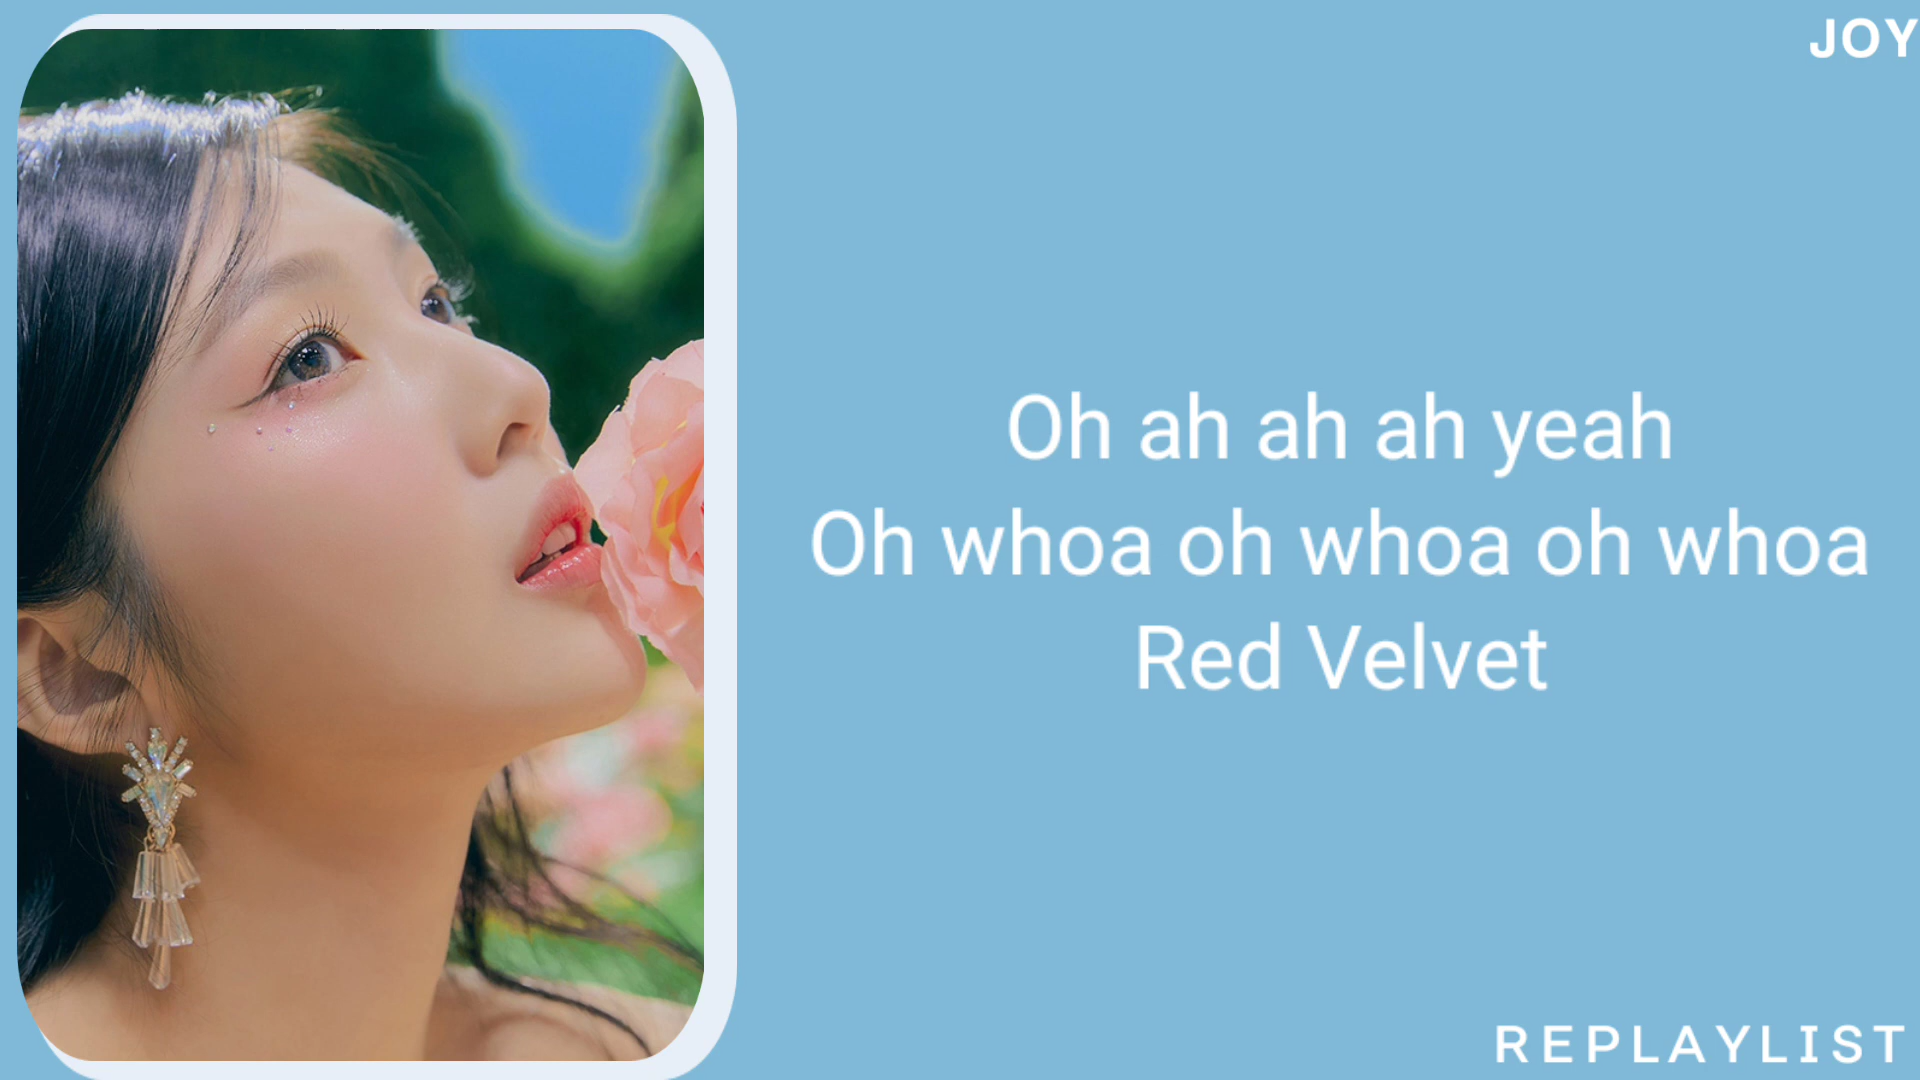 JOY
Oh ah ah ah yeah
Oh whoa oh whoa oh whoa
Red Velvet
REPLAYLIST